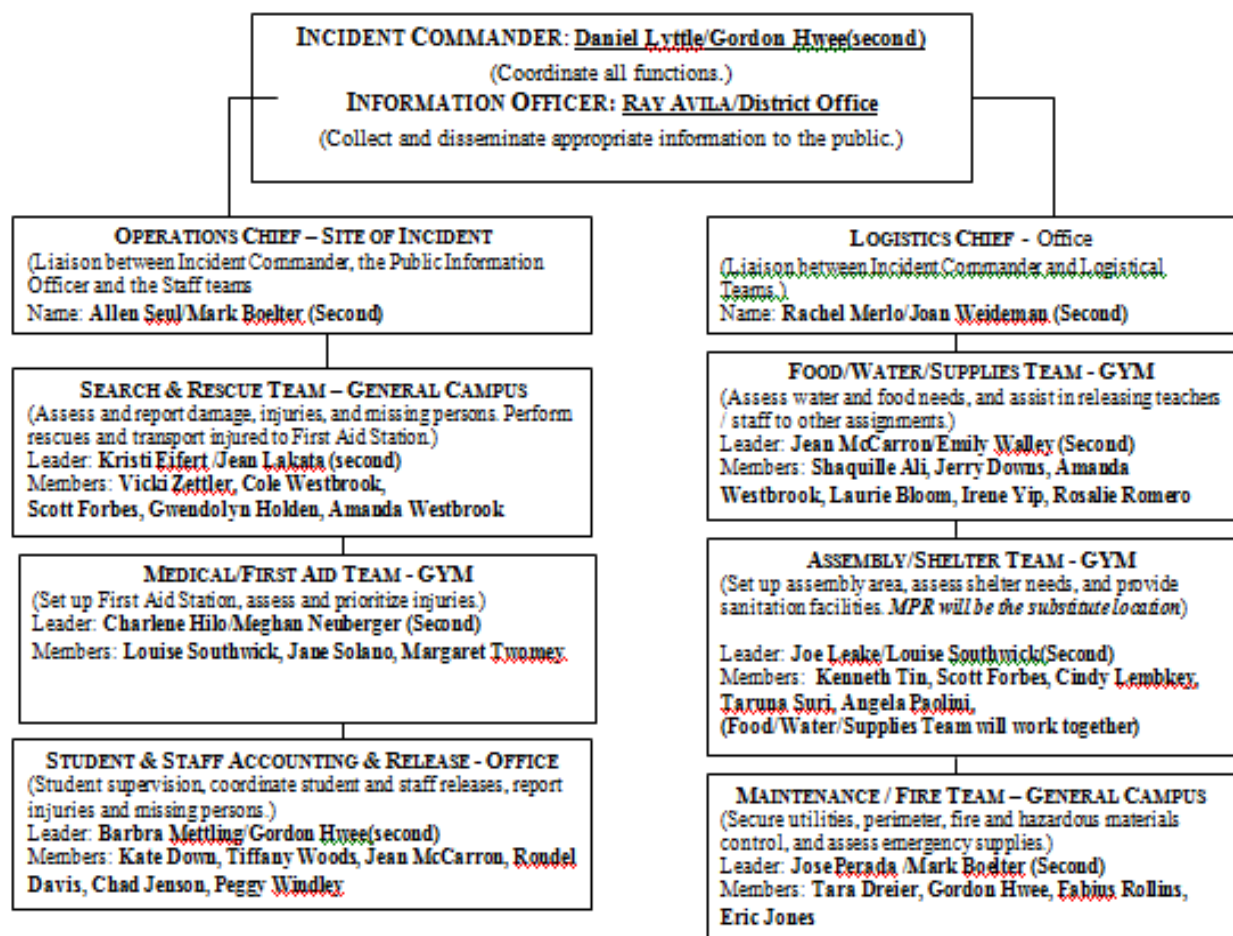 INCIDENT COMMANDER: Daniel Lyttle/Gordon Hwee(second)
(Coordinate all functions.)
INFORMATION OFFICER: RAY AVILA/District Office
(Collect and disseminate appropriate information to the public.)
OPERATIONS CHIEF – SITE OF INCIDENT
(Liaison between Incident Commander, the Public Information
Officer and the Staff teams
Name: Allen Seul/Mark Boelter (Second)
SEARCH & RESCUE TEAM – GENERAL CAMPUS
(Assess and report damage, injuries, and missing persons. Perform
rescues and transport injured to First Aid Station.)
Leader: Kristi Eifert /Jean Lakata (second)
Members: Vicki Zettler, Cole Westbrook,
Scott Forbes, Gwendolyn Holden, Amanda Westbrook
MEDICAL/FIRST AID TEAM - GYM
(Set up First Aid Station, assess and prioritize injuries.)
Leader: Charlene Hilo/Meghan Neuberger (Second)
Members: Louise Southwick, Jane Solano, Margaret Twomey
STUDENT & STAFF ACCOUNTING & RELEASE - OFFICE
(Student supervision, coordinate student and staff releases, report
injuries and missing persons.)
Leader: Barbra Mettling/Gordon Hwee(second)
Members: Kate Down, Tiffany Woods, Jean McCarron, Rondel
Davis, Chad Jenson, Peggy Windley
LOGISTICS CHIEF - Office
(Liaison between Incident Commander and Logistical
Teams.)
Name: Rachel Merlo/Joan Weideman (Second)
FOOD/WATER/SUPPLIES TEAM - GYM
(Assess water and food needs, and assist in releasing teachers
/ staff to other assignments.)
Leader: Jean McCarron/Emily Walley (Second)
Members: Shaquille Ali, Jerry Downs, Amanda
Westbrook, Laurie Bloom, Irene Yip, Rosalie Romero
ASSEMBLY/SHELTER TEAM - GYM
(Set up assembly area, assess shelter needs, and provide
sanitation facilities. MPR will be the substitute location)
Leader: Joe Leake/Louise Southwick(Second)
Members: Kenneth Tin, Scott Forbes, Cindy Lembkey,
Taruna Suri, Angela Paolini,
(Food/Water/Supplies Team will work together)
MAINTENANCE / FIRE TEAM – GENERAL CAMPUS
(Secure utilities, perimeter, fire and hazardous materials
control, and assess emergency supplies.)
Leader: Jose Perada /Mark Boelter (Second)
Members: Tara Dreier, Gordon Hwee, Fabius Rollins,
Eric Jones